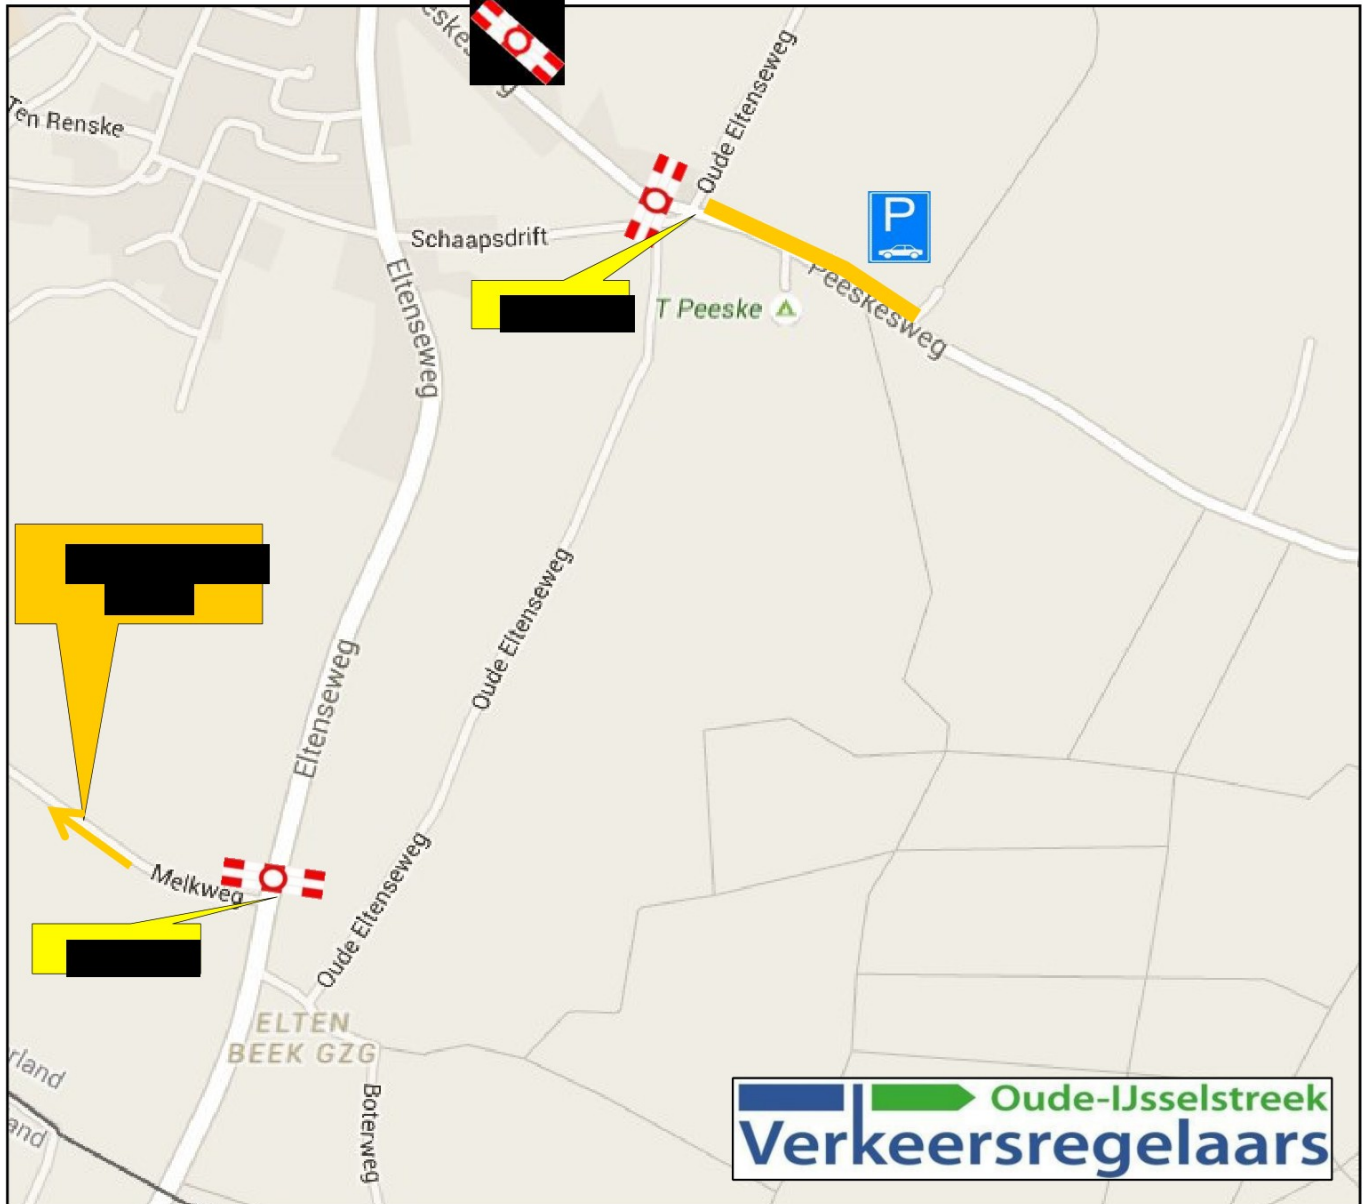 eskes
g
Ten Renske
Oude Eltenseweg
P
Schaapsdrift
Eltenseweg
T Peeske
Peeskesweg
Oude Eltenseweg
Eltenseweg
Melkweg
Oude Eltenseweg
ELTEN
BEEK GZG
rland
and
Boterweg
Oude-IJsselstreek
Verkeersregelaars